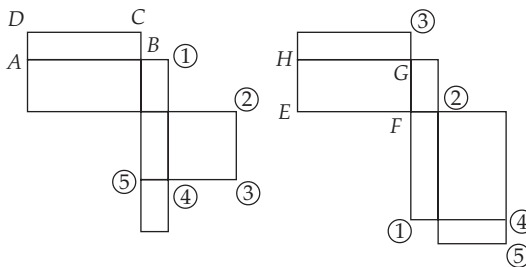 D C
A B ①
②
⑤ ④ ③
③
H G
E F ②
① ④
⑤